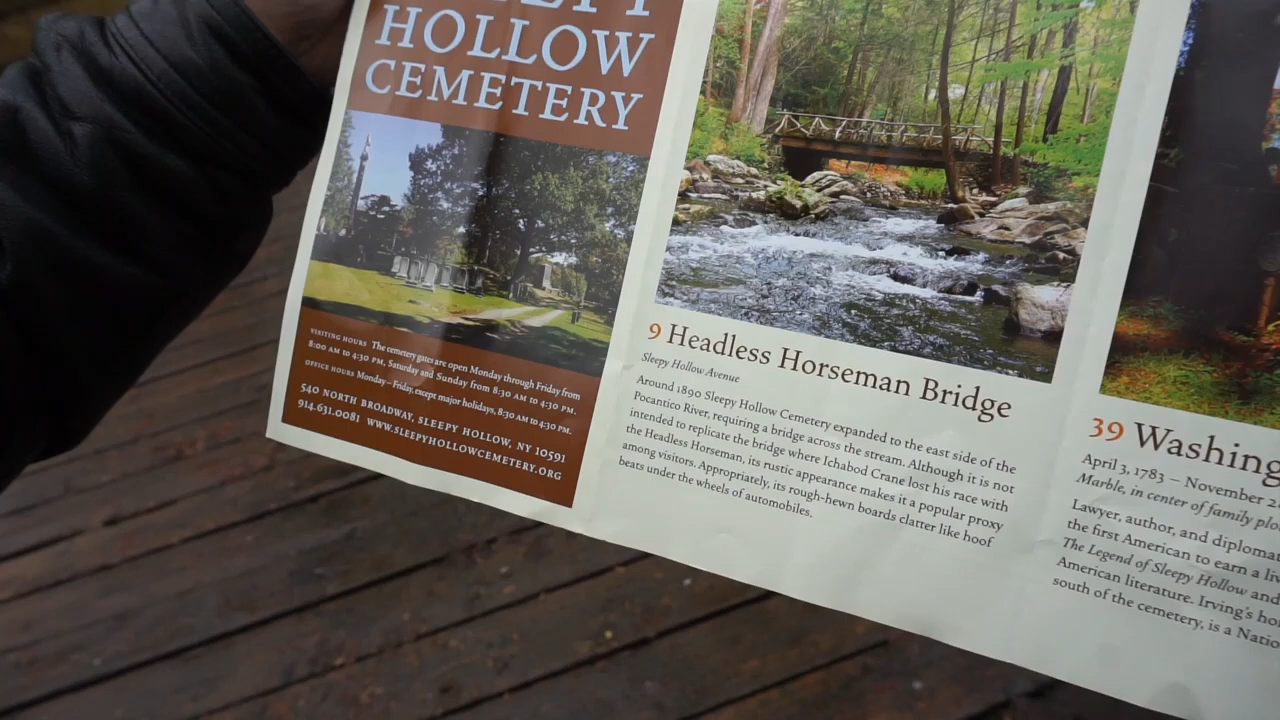 HOLLOW
CEMETERY
VISITING HOURS The cemetery gates are open Monday through Friday from
8:00 AM to 4:30 PM, Saturday and Sunday from 8:30 AM to 4:30 PM.
OFFICE HOURS Monday – Friday, except major holidays, 8:30 AM to 4:30 PM.
540 NORTH BROADWAY, SLEEPY HOLLOW, NY 10591
914.631.0081 WWW.SLEEPYHOLLOWCEMETERY.ORG
9 Headless Horseman Bridge
Sleepy Hollow Avenue
Around 1890 Sleepy Hollow Cemetery expanded to the east side of the
Pocantico River, requiring a bridge across the stream. Although it is not
intended to replicate the bridge where Ichabod Crane lost his race with
the Headless Horseman, its rustic appearance makes it a popular proxy
among visitors. Appropriately, its rough-hewn boards clatter like hoof
beats under the wheels of automobiles.
39 Washing
April 3, 1783 – November 2
Marble, in center of family plo
Lawyer, author, and diplomat
the first American to earn a li
The Legend of Sleepy Hollow and
American literature. Irving's ho
south of the cemetery, is a Natio